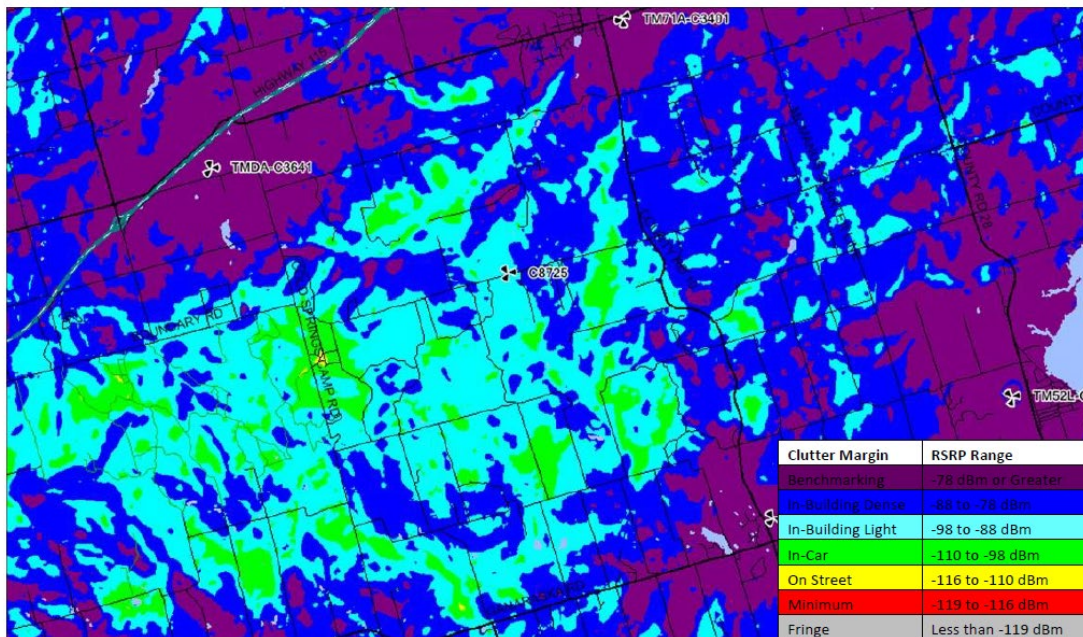 TM71A-C3401
HIGHWAY 115
TMDA-C3641
COUNTY RD 28
C8725
BOUNDARY RD
SPRINGS CAMP RD
TM52L-C
GANARASKA RD
Clutter Margin RSRP Range
Benchmarking -78 dBm or Greater
In-Building Dense -88 to -78 dBm
In-Building Light -98 to -88 dBm
In-Car -110 to -98 dBm
On Street -116 to -110 dBm
Minimum -119 to -116 dBm
Fringe Less than -119 dBm